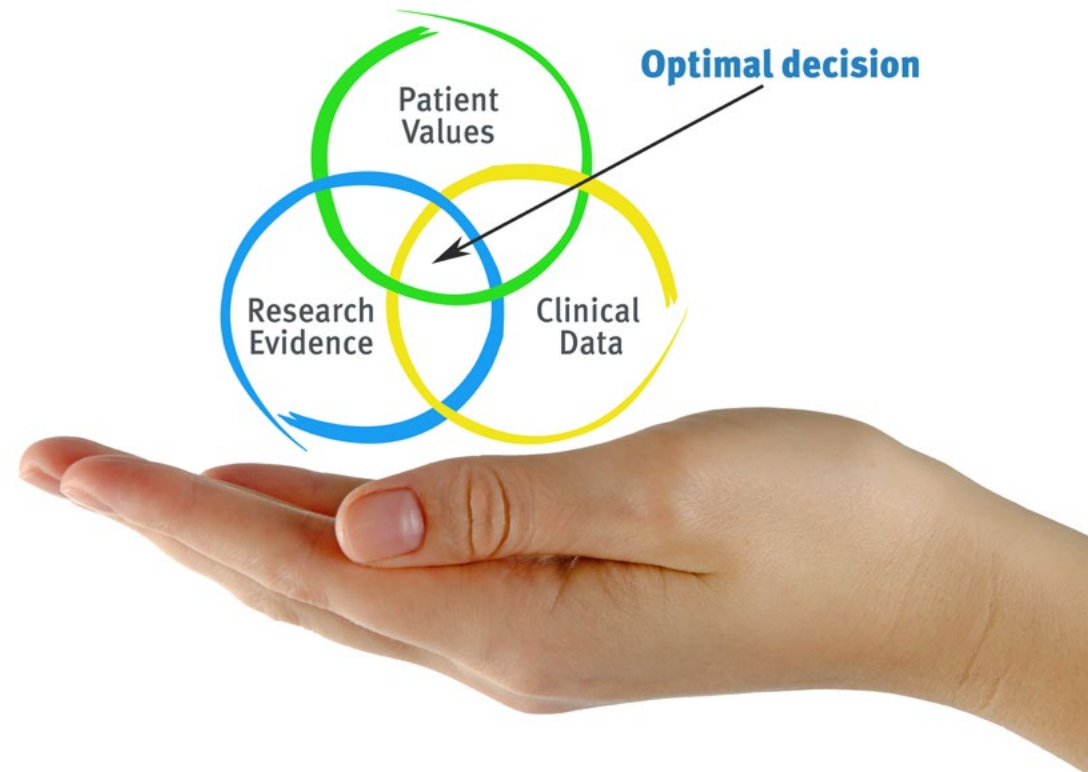 Optimal decision
Patient
Values
Research
Evidence
Clinical
Data